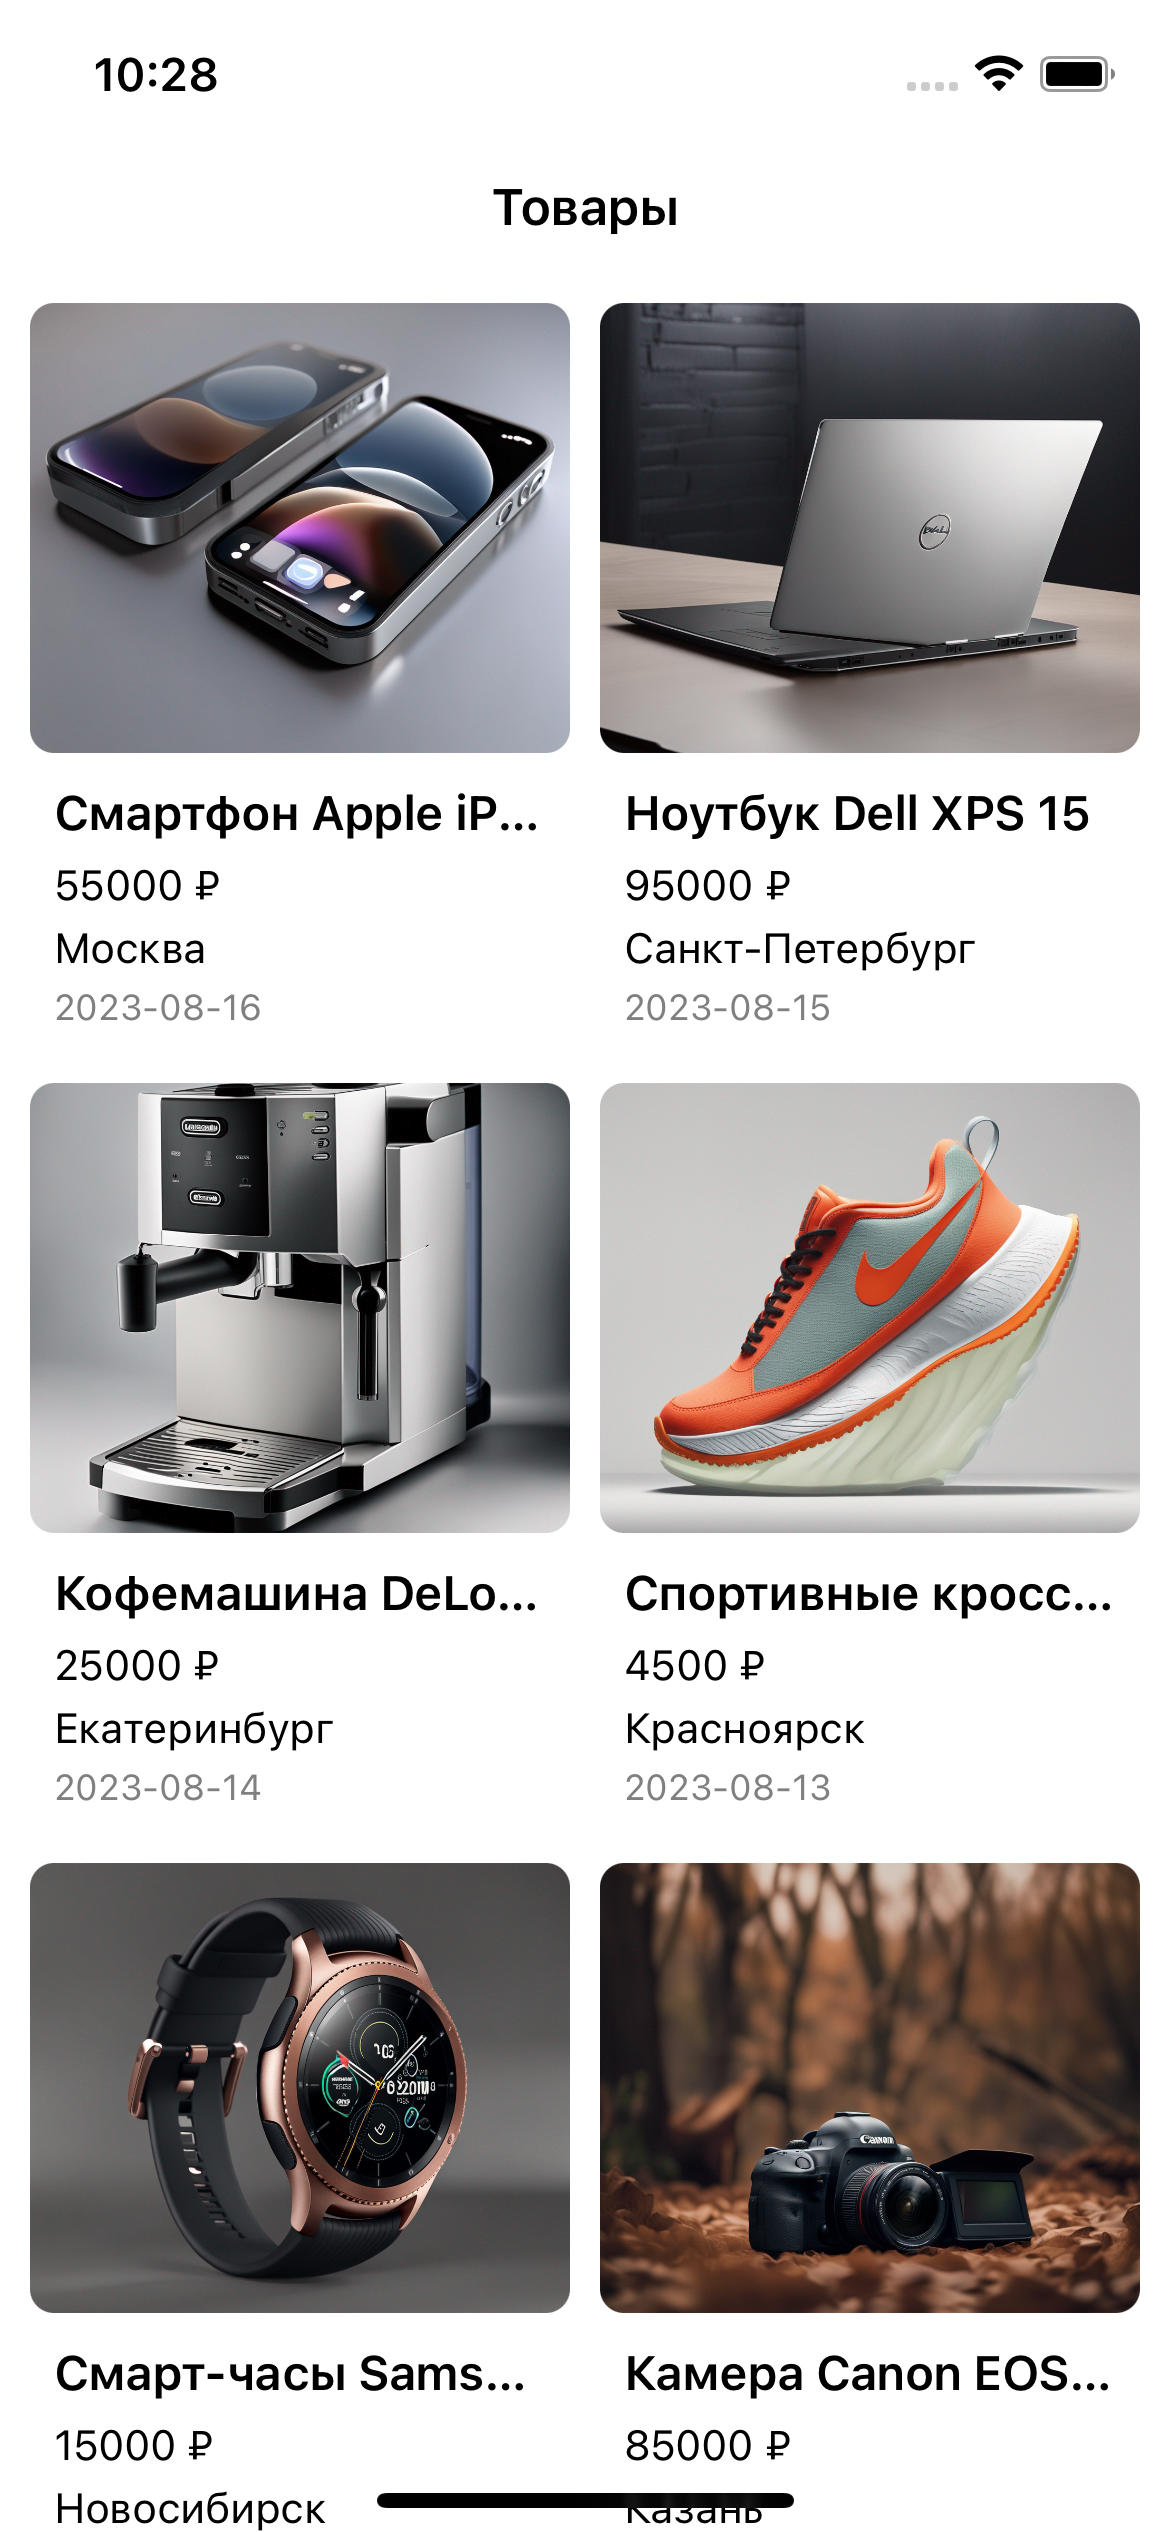 10:28
Товары
Смартфон Apple iP...
55000 ₽
Москва
2023-08-16
DELL
Ноутбук Dell XPS 15
95000 ₽
Санкт-Петербург
2023-08-15
Кофемашина DeLo...
25000 ₽
Екатеринбург
2023-08-14
Спортивные кросс...
4500 ₽
Красноярск
2023-08-13
Смарт-часы Sams...
15000 ₽
Новосибирск
Камера Canon EOS...
85000 ₽
Казань